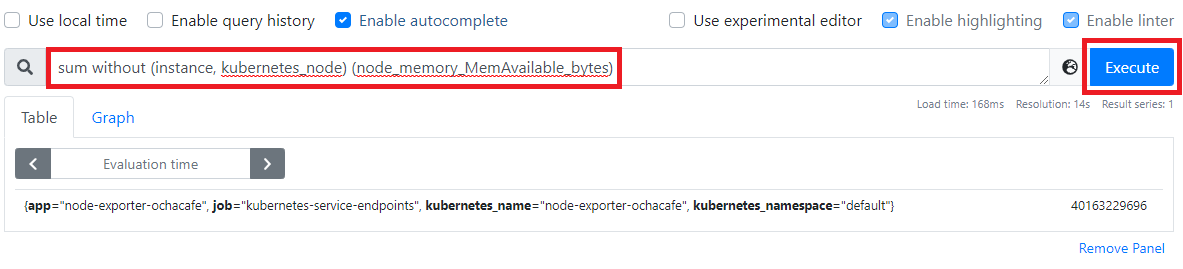 Use local time Enable query history Enable autocomplete Use experimental editor Enable highlighting Enable linter
sum without (instance, kubernetes_node) (node_memory_MemAvailable_bytes) Execute
Load time: 168ms Resolution: 14s Result series: 1
Table Graph
Evaluation time
{app="node-exporter-ochacafe", job="kubernetes-service-endpoints", kubernetes_name="node-exporter-ochacafe", kubernetes_namespace="default"} 40163229696
Remove Panel